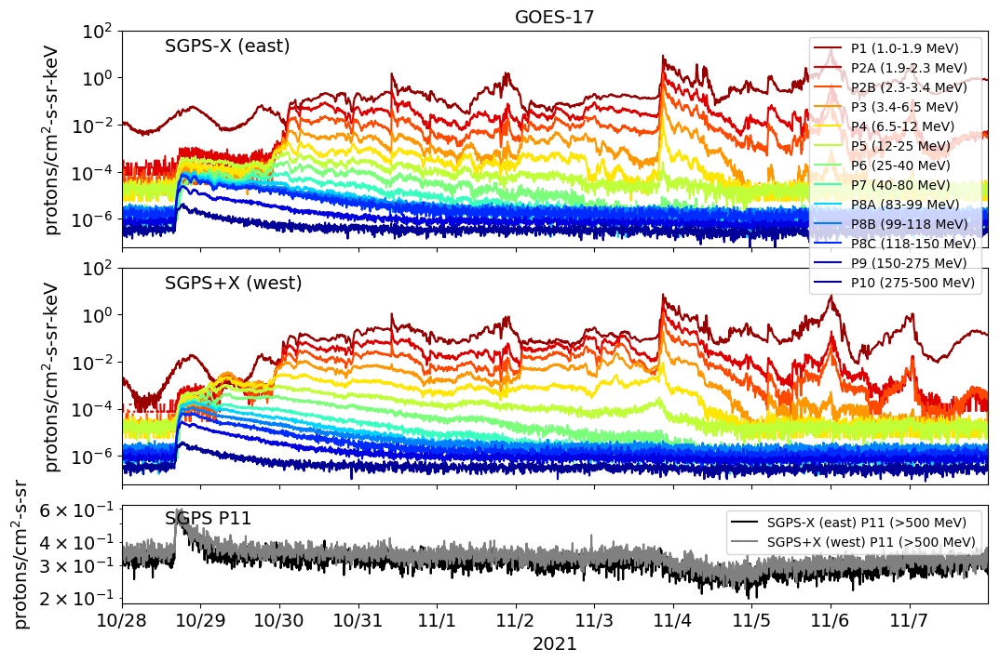 GOES-17
SGPS-X (east)
protons/cm²-s-sr-keV
10²
10⁰
10⁻²
10⁻⁴
10⁻⁶
P1 (1.0-1.9 MeV)
P2A (1.9-2.3 MeV)
P2B (2.3-3.4 MeV)
P3 (3.4-6.5 MeV)
P4 (6.5-12 MeV)
P5 (12-25 MeV)
P6 (25-40 MeV)
P7 (40-80 MeV)
P8A (83-99 MeV)
P8B (99-118 MeV)
P8C (118-150 MeV)
P9 (150-275 MeV)
P10 (275-500 MeV)
SGPS+X (west)
protons/cm²-s-sr-keV
10²
10⁰
10⁻²
10⁻⁴
10⁻⁶
SGPS P11
protons/cm²-s-sr
6 × 10⁻¹
4 × 10⁻¹
3 × 10⁻¹
2 × 10⁻¹
SGPS-X (east) P11 (>500 MeV)
SGPS+X (west) P11 (>500 MeV)
10/28 10/29 10/30 10/31 11/1 11/2 11/3 11/4 11/5 11/6 11/7
2021